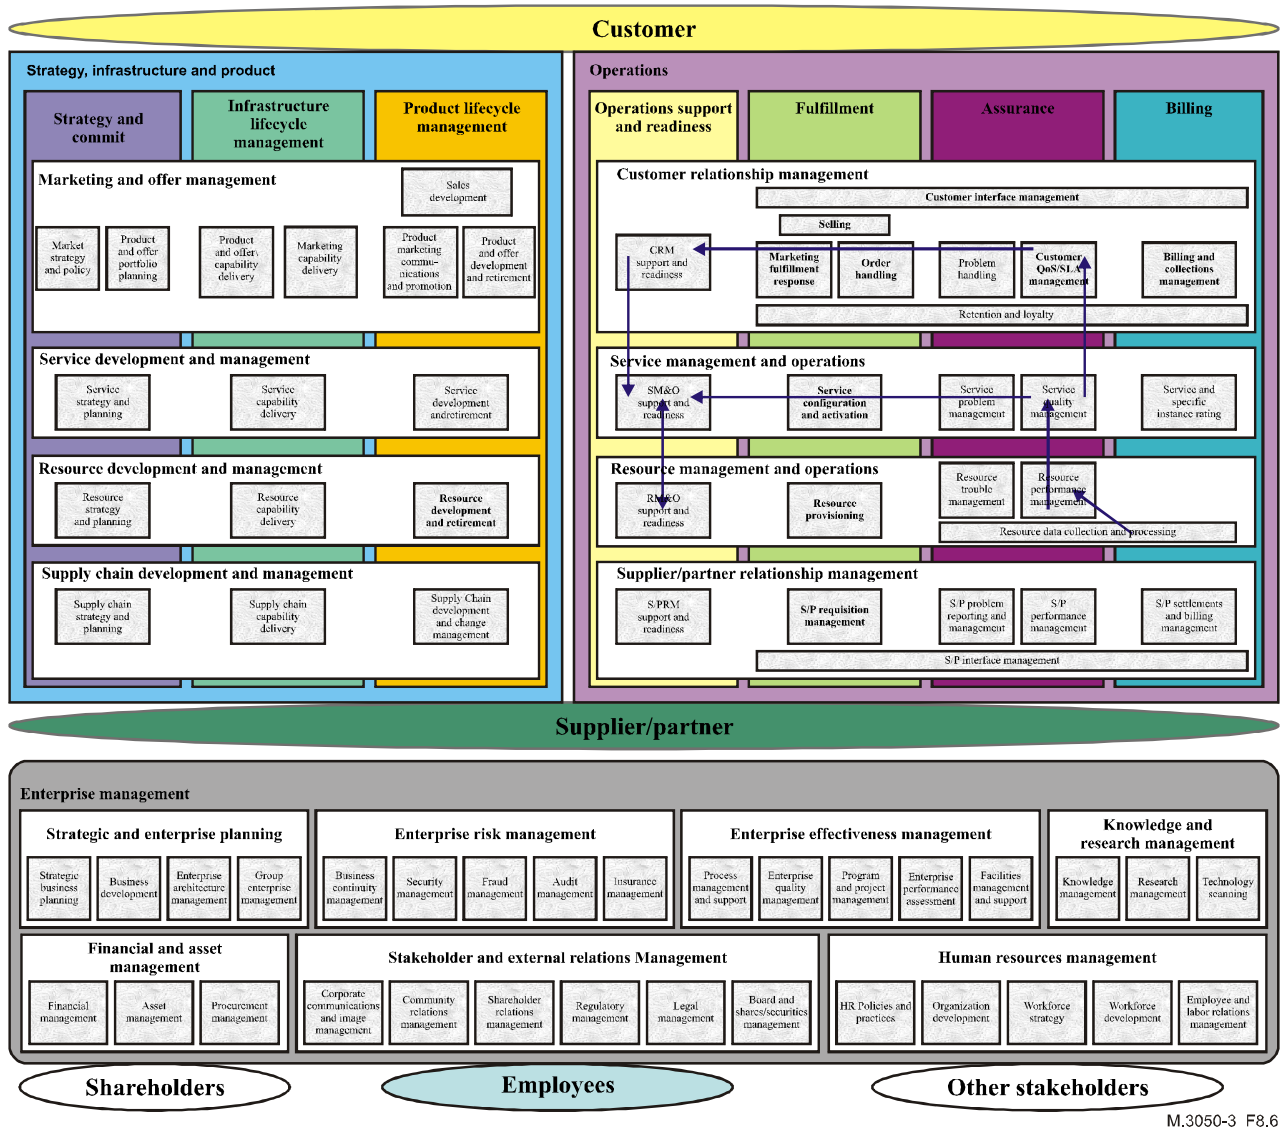 Customer
Strategy, infrastructure and product
Strategy and
commit
Infrastructure
lifecycle
management
Product lifecycle
management
Marketing and offer management
Sales
development
Market
strategy
and policy
Product
and offer
portfolio
planning
Product
and offer
capability
delivery
Marketing
capability
delivery
Product
marketing
commu-
nications
and promotion
Product
and offer
development
and retirement
Service development and management
Service
strategy and
planning
Service
capability
delivery
Service
development
andretirement
Resource development and management
Resource
strategy
and planning
Resource
capability
delivery
Resource
development
and retirement
Supply chain development and management
Supply chain
strategy and
planning
Supply chain
capability
delivery
Supply Chain
development
and change
management
Operations
Operations support
and readiness
Fulfillment
Assurance
Billing
Customer relationship management
Customer interface management
Selling
CRM
support and
readiness
Marketing
fulfillment
response
Order
handling
Problem
handling
Customer
QoS/SLA
management
Billing and
collections
management
Retention and loyalty
Service management and operations
SM&O
support and
readiness
Service
configuration
and activation
Service
problem
management
Service
quality
management
Service and
specific
instance rating
Resource management and operations
RM&O
support and
readiness
Resource
provisioning
Resource
trouble
management
Resource
performance
management
Resource data collection and processing
Supplier/partner relationship management
S/PRM
support and
readiness
S/P requisition
management
S/P problem
reporting and
management
S/P
performance
management
S/P settlements
and billing
management
S/P interface management
Supplier/partner
Enterprise management
Strategic and enterprise planning
Strategic
business
planning
Business
development
Enterprise
architecture
management
Group
enterprise
management
Enterprise risk management
Business
continuity
management
Security
management
Fraud
management
Audit
management
Insurance
management
Enterprise effectiveness management
Process
management
and support
Enterprise
quality
management
Program
and project
management
Enterprise
performance
assessment
Facilities
management
and support
Knowledge and
research management
Knowledge
management
Research
management
Technology
scanning
Financial and asset
management
Financial
management
Asset
management
Procurement
management
Stakeholder and external relations Management
Corporate
communications
and image
management
Community
relations
management
Shareholder
relations
management
Regulatory
management
Legal
management
Board and
shares/securities
management
Human resources management
HR Policies and
practices
Organization
development
Workforce
strategy
Workforce
development
Employee and
labor relations
management
Shareholders
Employees
Other stakeholders
M.3050-3 F8.6